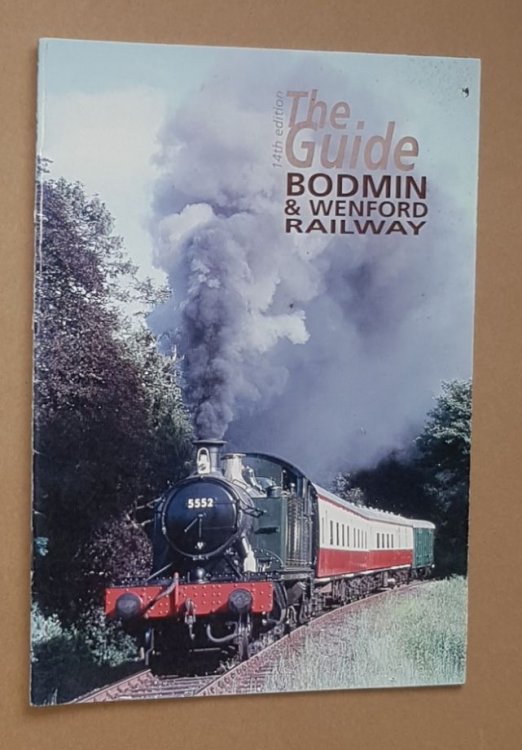 14th edition
The
Guide
BODMIN
& WENFORD
RAILWAY
5552